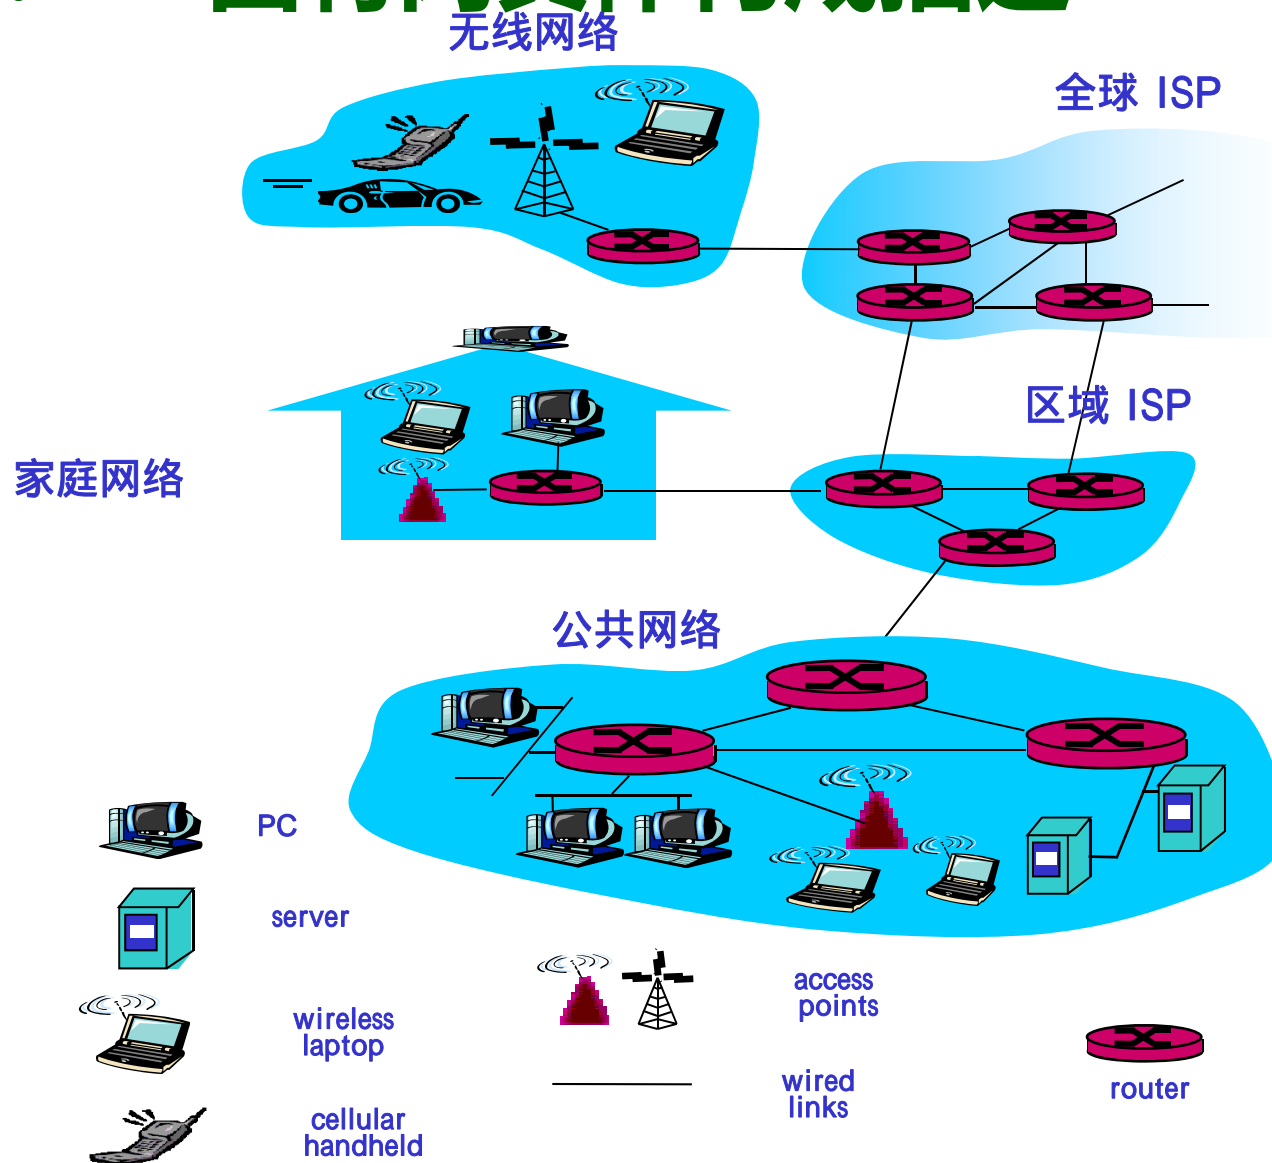 无线网络
全球 ISP
区域 ISP
家庭网络
公共网络
PC
server
wireless
laptop
cellular
handheld
access
points
wired
links
router